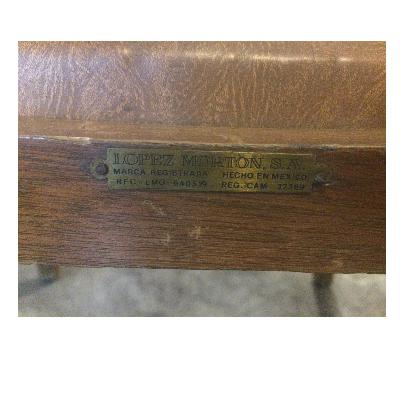 LOPEZ MORTON, S.A.
MARCA REGISTRADA HECHO EN MEXICO
REG. CAM